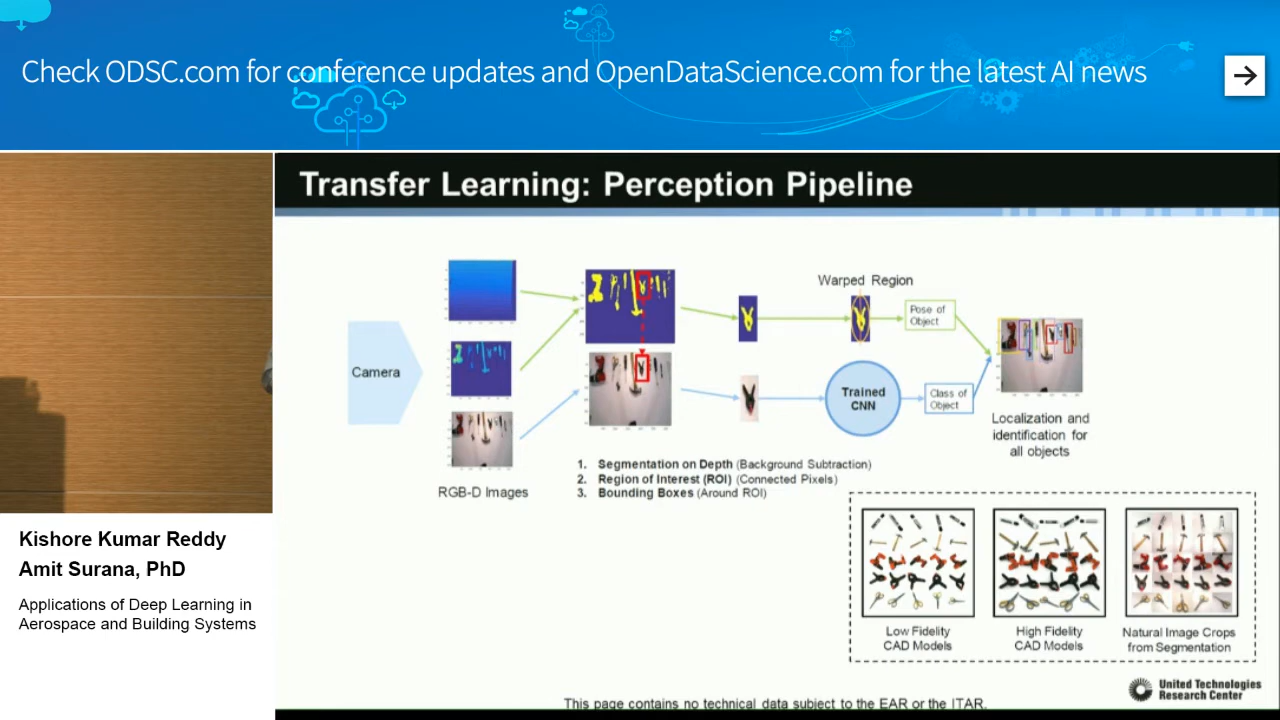 Check ODSC.com for conference updates and OpenDataScience.com for the latest AI news
Transfer Learning: Perception Pipeline
Warped Region
Pose of
Object
Camera
Trained
CNN
Class of
Object
Localization and
identification for
all objects
RGB-D Images
1. Segmentation on Depth (Background Subtraction)
2. Region of Interest (ROI) (Connected Pixels)
3. Bounding Boxes (Around ROI)
Low Fidelity
CAD Models
High Fidelity
CAD Models
Natural Image Crops
from Segmentation
United Technologies
Research Center
This page contains no technical data subject to the EAR or the ITAR.
Kishore Kumar Reddy
Amit Surana, PhD
Applications of Deep Learning in
Aerospace and Building Systems